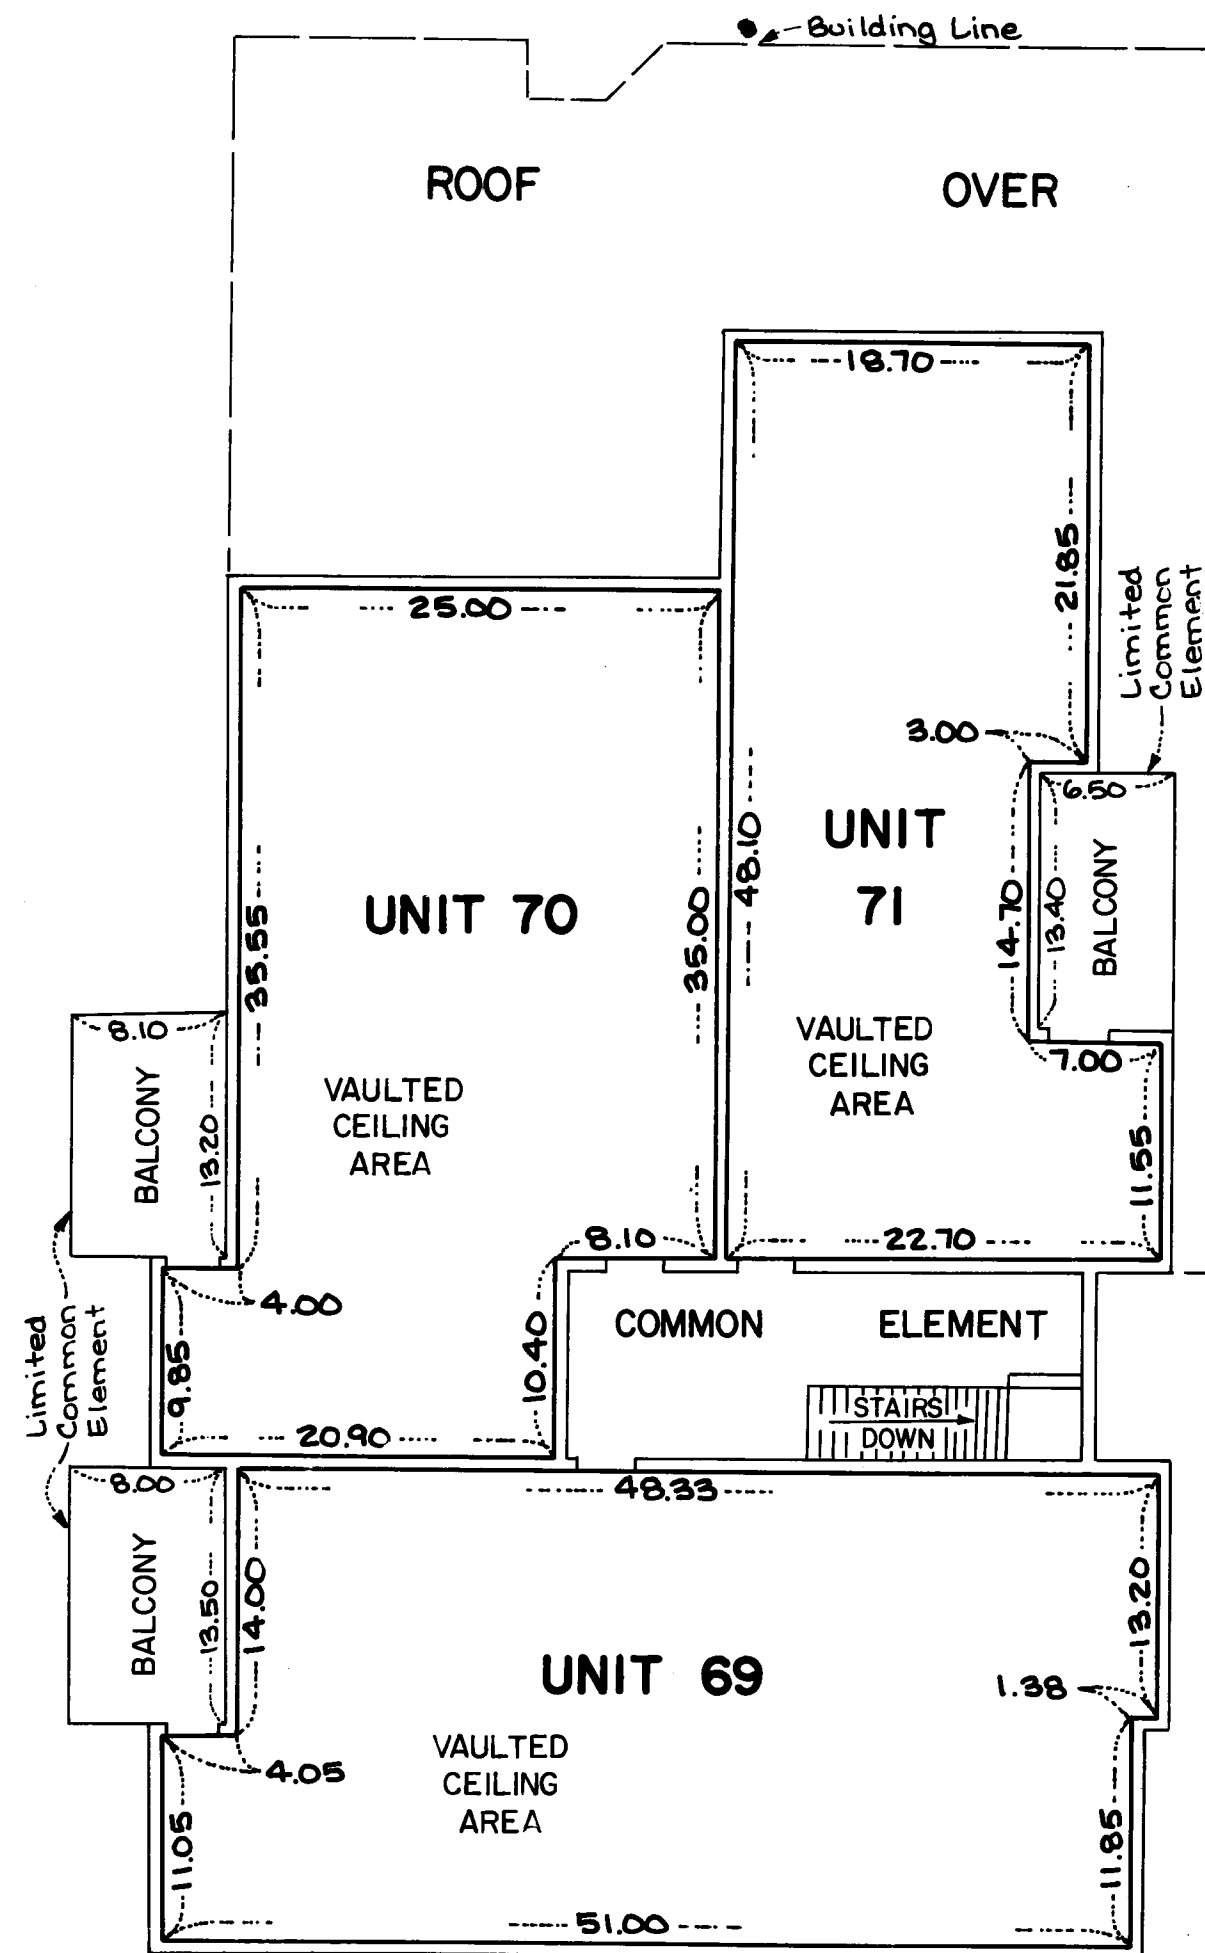 Building Line
ROOF OVER
18.70
21.85
Limited
Common
Element
25.00
3.00
6.50
UNIT
71
48.10
14.70
13.40
BALCONY
UNIT 70
35.55
35.00
8.10
BALCONY
13.20
VAULTED
CEILING
AREA
VAULTED
CEILING
AREA
7.00
11.55
8.10
22.70
4.00
Limited
Common
Element
9.85
10.40
COMMON ELEMENT
STAIRS
DOWN
20.90
8.00
48.33
BALCONY
13.50
14.00
13.20
UNIT 69
1.38
4.05
VAULTED
CEILING
AREA
11.05
11.85
51.00